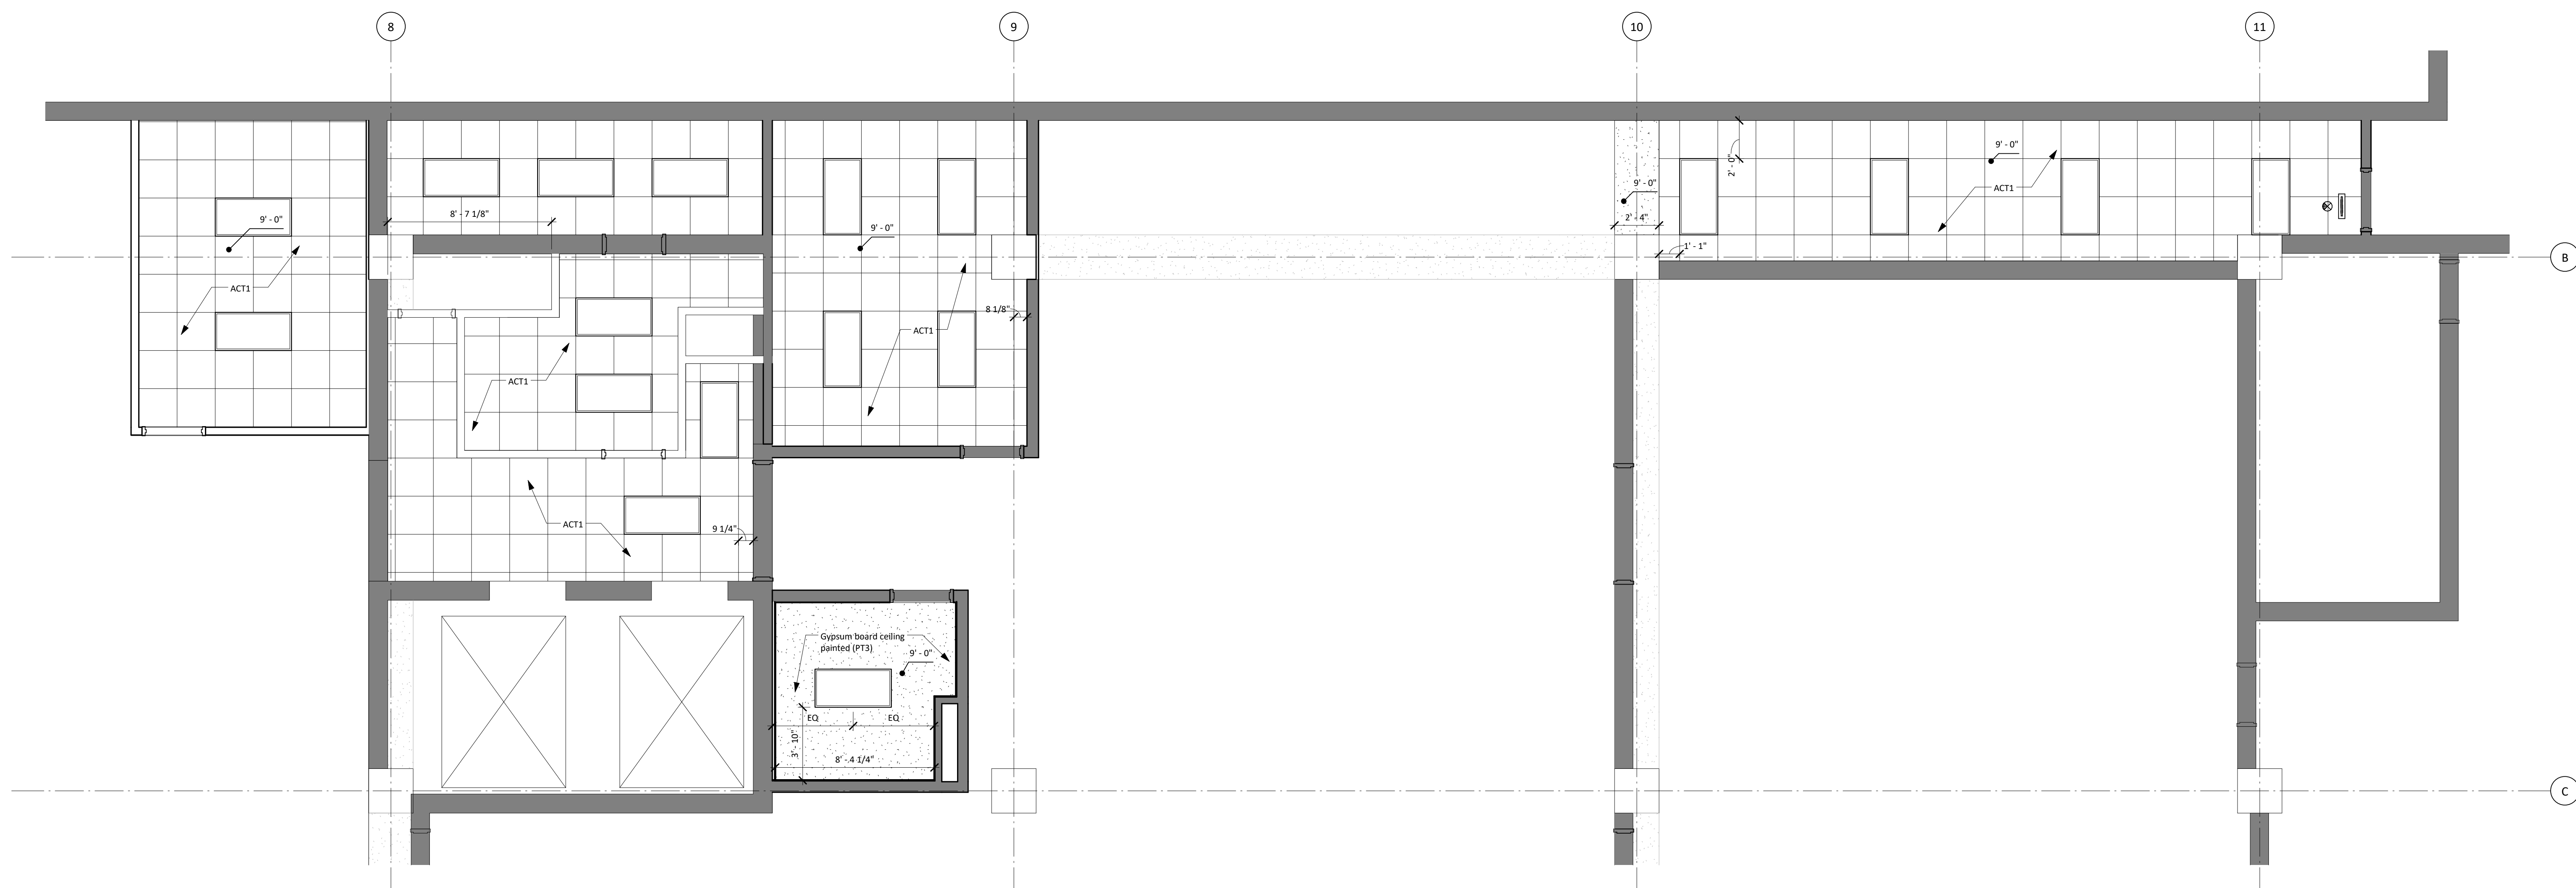 8
9
10
11
9' - 0"
2' - 0"
9' - 0"
ACT1
9' - 0"
8' - 7 1/8"
2' - 4"
9' - 0"
9' - 0"
1' - 1"
B
ACT1
8 1/8"
ACT1
ACT1
ACT1
9 1/4"
Gypsum board ceiling
painted (PT3)
9' - 0"
EQ
EQ
3' - 10"
8' - 4 1/4"
C